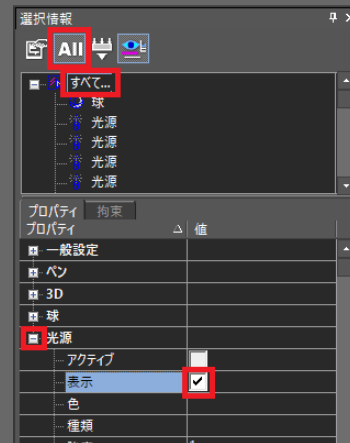 選択情報
All
すべて...
球
光源
光源
光源
光源
プロパティ 拘束
プロパティ 値
一般設定
ペン
3D
球
光源
アクティブ
表示
色
種類